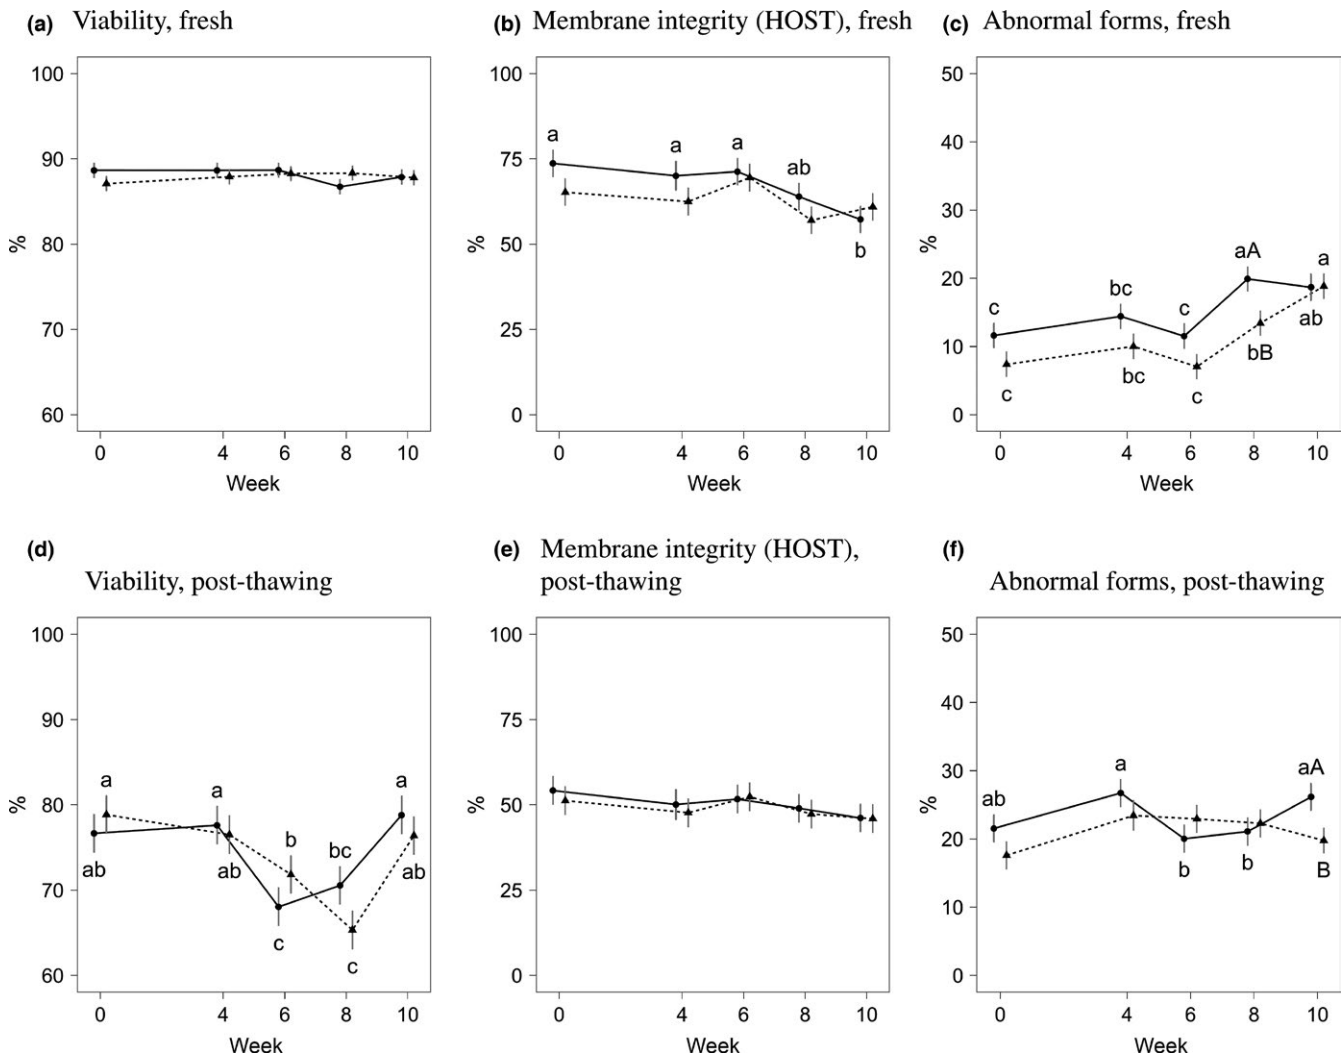 (a) Viability, fresh
100
90
80
70
60
%
0 4 6 8 10
Week
(b) Membrane integrity (HOST), fresh
100
75
50
25
0
%
a
a
a
ab
b
0 4 6 8 10
Week
(c) Abnormal forms, fresh
50
40
30
20
10
0
%
c
bc
c
aA
a
ab
bB
c
bc
c
0 4 6 8 10
Week
(d)
Viability, post-thawing
100
90
80
70
60
%
a
a
a
b
bc
ab
ab
ab
c
c
0 4 6 8 10
Week
(e) Membrane integrity (HOST),
post-thawing
100
75
50
25
0
%
0 4 6 8 10
Week
(f)
Abnormal forms, post-thawing
50
40
30
20
10
0
%
ab
a
aA
b
b
B
0 4 6 8 10
Week